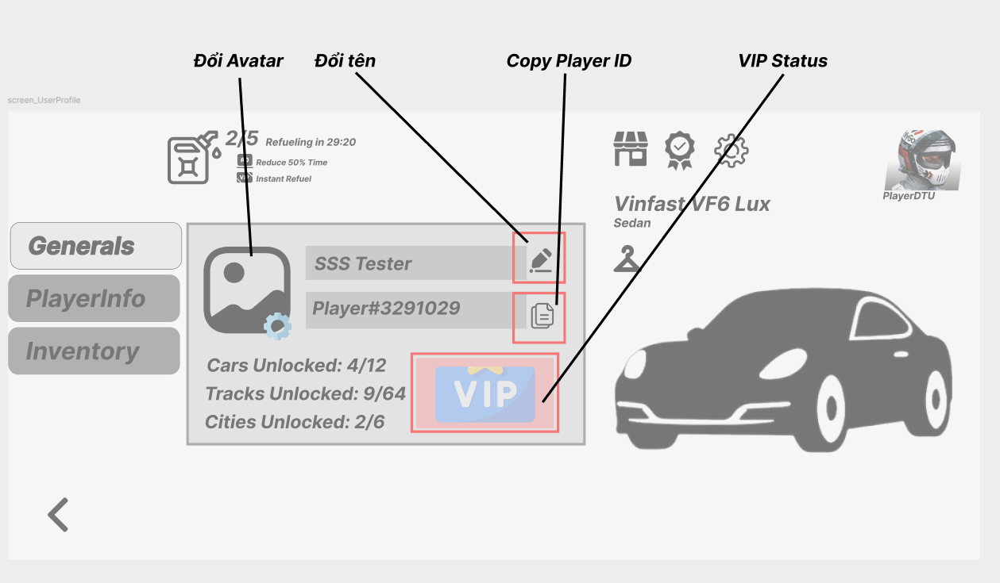 Đổi Avatar
Đổi tên
Copy Player ID
VIP Status
screen_UserProfile
2/5 Refueling in 29:20
Reduce 50% Time
Instant Refuel
PlayerDTU
Vinfast VF6 Lux
Sedan
Generals
PlayerInfo
Inventory
SSS Tester
Player#3291029
Cars Unlocked: 4/12
Tracks Unlocked: 9/64
Cities Unlocked: 2/6
VIP